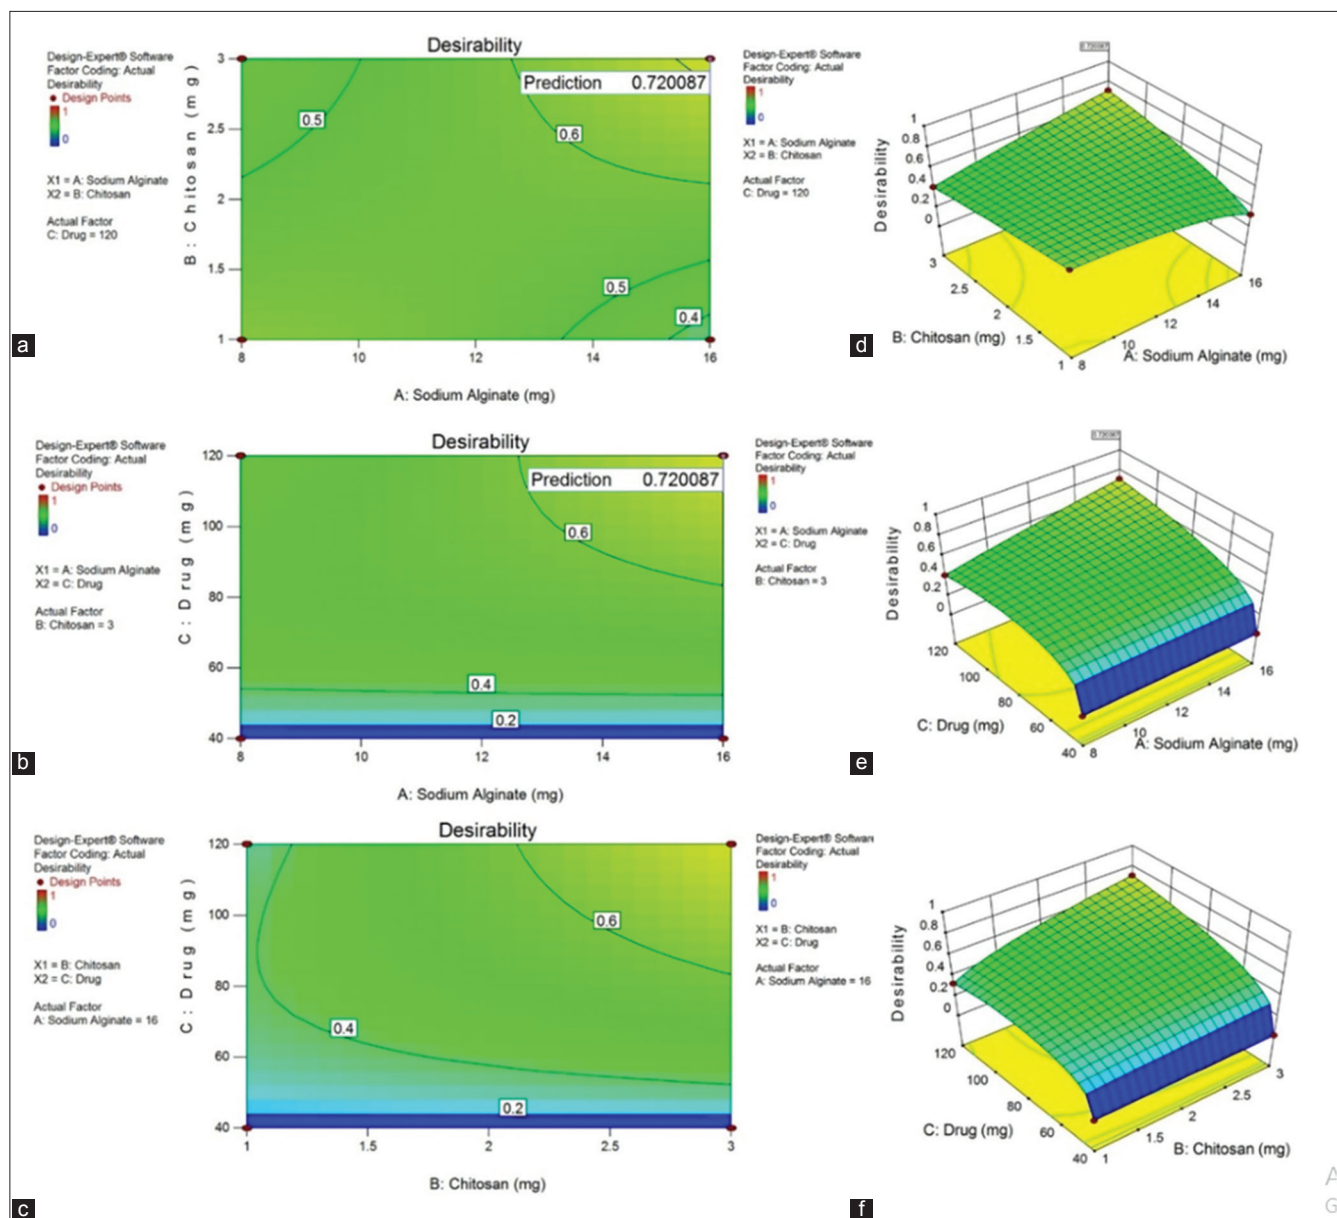 Desirability
Design-Expert® Software
Factor Coding: Actual
Desirability
Design Points
1
0
X1 = A: Sodium Alginate
X2 = B: Chitosan
Actual Factor
C: Drug = 120
B: Chitosan (mg)
3
2.5
2
1.5
1
0.5
0.6
0.5
0.4
Prediction 0.720087
8 10 12 14 16
A: Sodium Alginate (mg)
a
Design-Expert® Software
Factor Coding: Actual
Desirability
1
0
X1 = A: Sodium Alginate
X2 = B: Chitosan
Actual Factor
C: Drug = 120
0.720087
Desirability
1
0.8
0.6
0.4
0.2
0
3
2.5
2
1.5
1
B: Chitosan (mg)
8
10
12
14
16
A: Sodium Alginate (mg)
d
Desirability
Design-Expert® Software
Factor Coding: Actual
Desirability
Design Points
1
0
X1 = A: Sodium Alginate
X2 = C: Drug
Actual Factor
B: Chitosan = 3
C: Drug (mg)
120
100
80
60
40
Prediction 0.720087
0.6
0.4
0.2
8 10 12 14 16
A: Sodium Alginate (mg)
b
Design-Expert® Software
Factor Coding: Actual
Desirability
1
0
X1 = A: Sodium Alginate
X2 = C: Drug
Actual Factor
B: Chitosan = 3
0.720087
Desirability
1
0.8
0.6
0.4
0.2
0
120
100
80
60
40
C: Drug (mg)
8
10
12
14
16
A: Sodium Alginate (mg)
e
Desirability
Design-Expert® Software
Factor Coding: Actual
Desirability
Design Points
1
0
X1 = B: Chitosan
X2 = C: Drug
Actual Factor
A: Sodium Alginate = 16
C: Drug (mg)
120
100
80
60
40
0.6
0.4
0.2
1 1.5 2 2.5 3
B: Chitosan (mg)
c
Design-Expert® Software
Factor Coding: Actual
Desirability
1
0
X1 = B: Chitosan
X2 = C: Drug
Actual Factor
A: Sodium Alginate = 16
Desirability
1
0.8
0.6
0.4
0.2
0
120
100
80
60
40
C: Drug (mg)
1
1.5
2
2.5
3
B: Chitosan (mg)
f
A
G